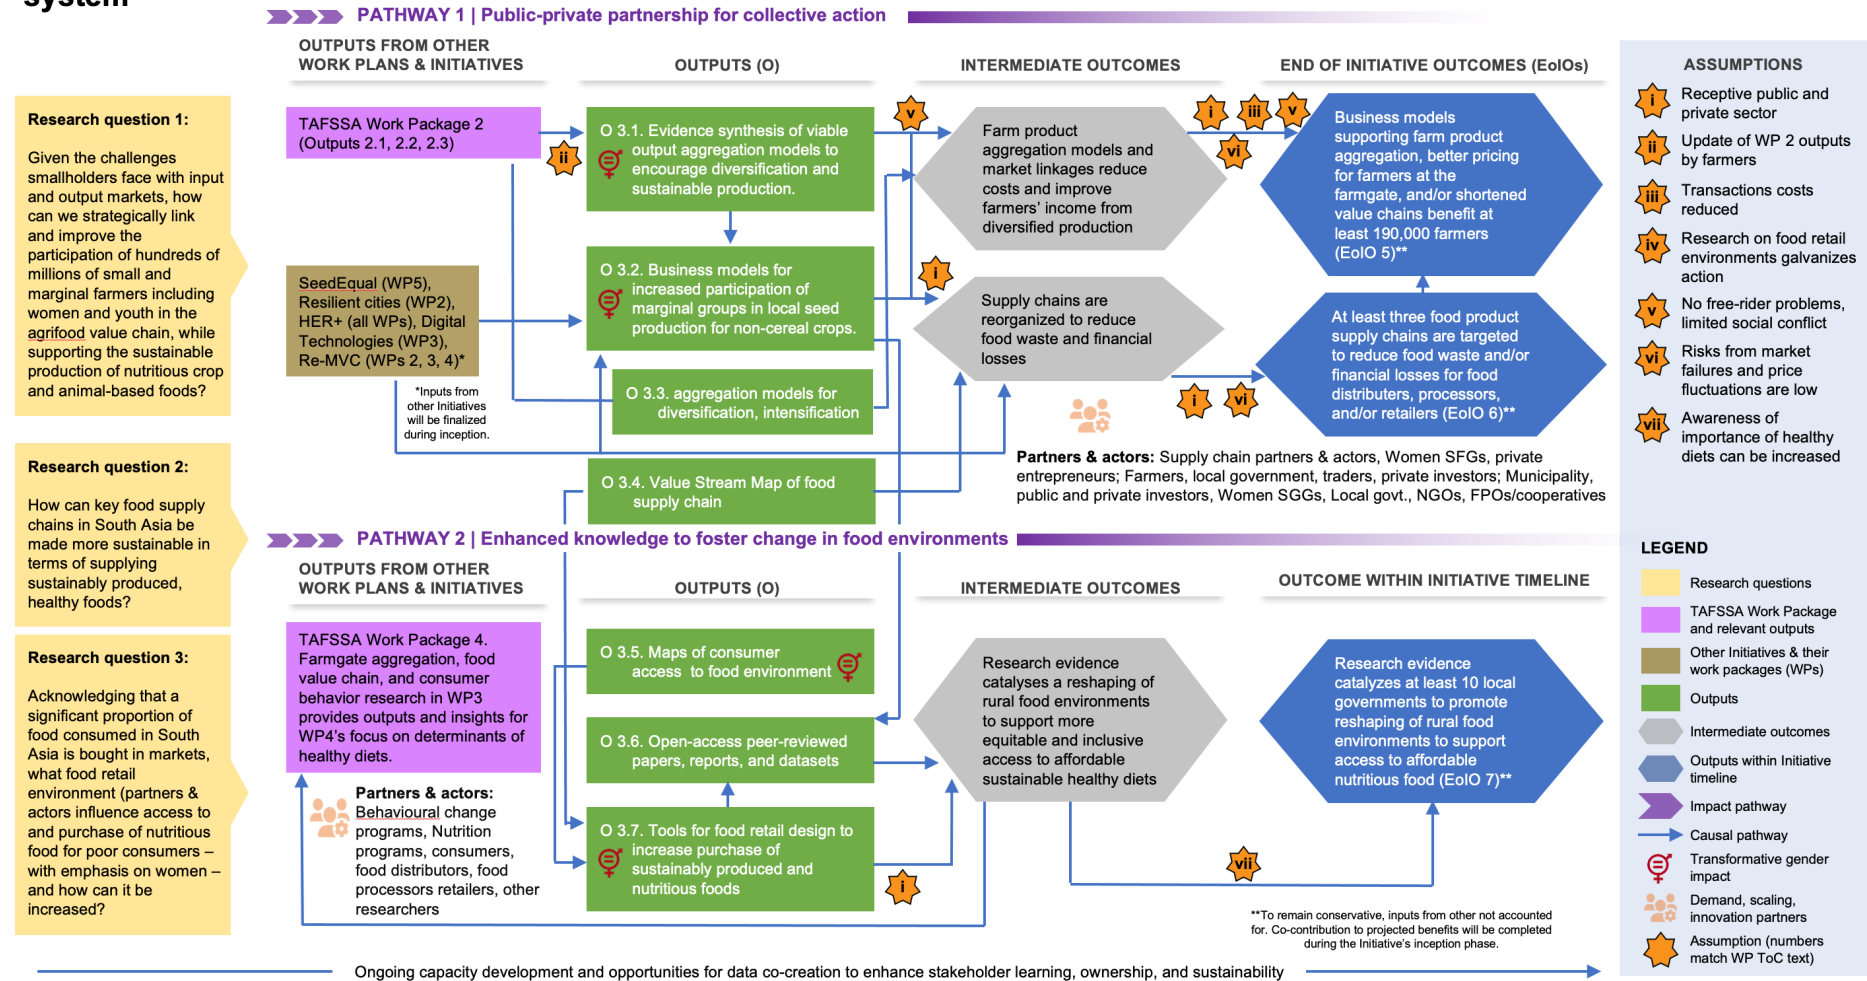 system
PATHWAY 1 | Public-private partnership for collective action
OUTPUTS FROM OTHER
WORK PLANS & INITIATIVES
OUTPUTS (O)
INTERMEDIATE OUTCOMES
END OF INITIATIVE OUTCOMES (EoIOs)
Research question 1:
Given the challenges
smallholders face with input
and output markets, how
can we strategically link
and improve the
participation of hundreds of
millions of small and
marginal farmers including
women and youth in the
agrifood value chain, while
supporting the sustainable
production of nutritious crop
and animal-based foods?
Research question 2:
How can key food supply
chains in South Asia be
made more sustainable in
terms of supplying
sustainably produced,
healthy foods?
Research question 3:
Acknowledging that a
significant proportion of
food consumed in South
Asia is bought in markets,
what food retail
environment (partners &
actors influence access to
and purchase of nutritious
food for poor consumers –
with emphasis on women –
and how can it be
increased?
TAFSSA Work Package 2
(Outputs 2.1, 2.2, 2.3)
ii
SeedEqual (WP5),
Resilient cities (WP2),
HER+ (all WPs), Digital
Technologies (WP3),
Re-MVC (WPs 2, 3, 4)*
*Inputs from
other Initiatives
will be finalized
during inception.
O 3.1. Evidence synthesis of viable
output aggregation models to
encourage diversification and
sustainable production.
O 3.2. Business models for
increased participation of
marginal groups in local seed
production for non-cereal crops.
O 3.3. aggregation models for
diversification, intensification
O 3.4. Value Stream Map of food
supply chain
v
i
Farm product
aggregation models and
market linkages reduce
costs and improve
farmers' income from
diversified production
Supply chains are
reorganized to reduce
food waste and financial
losses
i
iii
v
vi
i
vi
Business models
supporting farm product
aggregation, better pricing
for farmers at the
farmgate, and/or shortened
value chains benefit at
least 190,000 farmers
(EoIO 5)**
At least three food product
supply chains are targeted
to reduce food waste and/or
financial losses for food
distributors, processors,
and/or retailers (EoIO 6)**
Partners & actors: Supply chain partners & actors, Women SFGs, private
entrepreneurs; Farmers, local government, traders, private investors; Municipality,
public and private investors, Women SGGs, Local govt., NGOs, FPOs/cooperatives
PATHWAY 2 | Enhanced knowledge to foster change in food environments
OUTPUTS FROM OTHER
WORK PLANS & INITIATIVES
OUTPUTS (O)
INTERMEDIATE OUTCOMES
OUTCOME WITHIN INITIATIVE TIMELINE
TAFSSA Work Package 4.
Farmgate aggregation, food
value chain, and consumer
behavior research in WP3
provides outputs and insights for
WP4's focus on determinants of
healthy diets.
Partners & actors:
Behavioural change
programs, Nutrition
programs, consumers,
food distributors, food
processors retailers, other
researchers
O 3.5. Maps of consumer
access to food environment
O 3.6. Open-access peer-reviewed
papers, reports, and datasets
O 3.7. Tools for food retail design to
increase purchase of
sustainably produced and
nutritious foods
i
Research evidence
catalyses a reshaping of
rural food environments
to support more
equitable and inclusive
access to affordable
sustainable healthy diets
vii
Research evidence
catalyzes at least 10 local
governments to promote
reshaping of rural food
environments to support
access to affordable
nutritious food (EoIO 7)**
**To remain conservative, inputs from other not accounted
for. Co-contribution to projected benefits will be completed
during the Initiative's inception phase.
Ongoing capacity development and opportunities for data co-creation to enhance stakeholder learning, ownership, and sustainability
ASSUMPTIONS
i Receptive public and
private sector
ii Update of WP 2 outputs
by farmers
iii Transactions costs
reduced
iv Research on food retail
environments galvanizes
action
v No free-rider problems,
limited social conflict
vi Risks from market
failures and price
fluctuations are low
vii Awareness of
importance of healthy
diets can be increased
LEGEND
Research questions
TAFSSA Work Package
and relevant outputs
Other Initiatives & their
work packages (WPs)
Outputs
Intermediate outcomes
Outputs within Initiative
timeline
Impact pathway
Causal pathway
Transformative gender
impact
Demand, scaling,
innovation partners
Assumption (numbers
match WP ToC text)